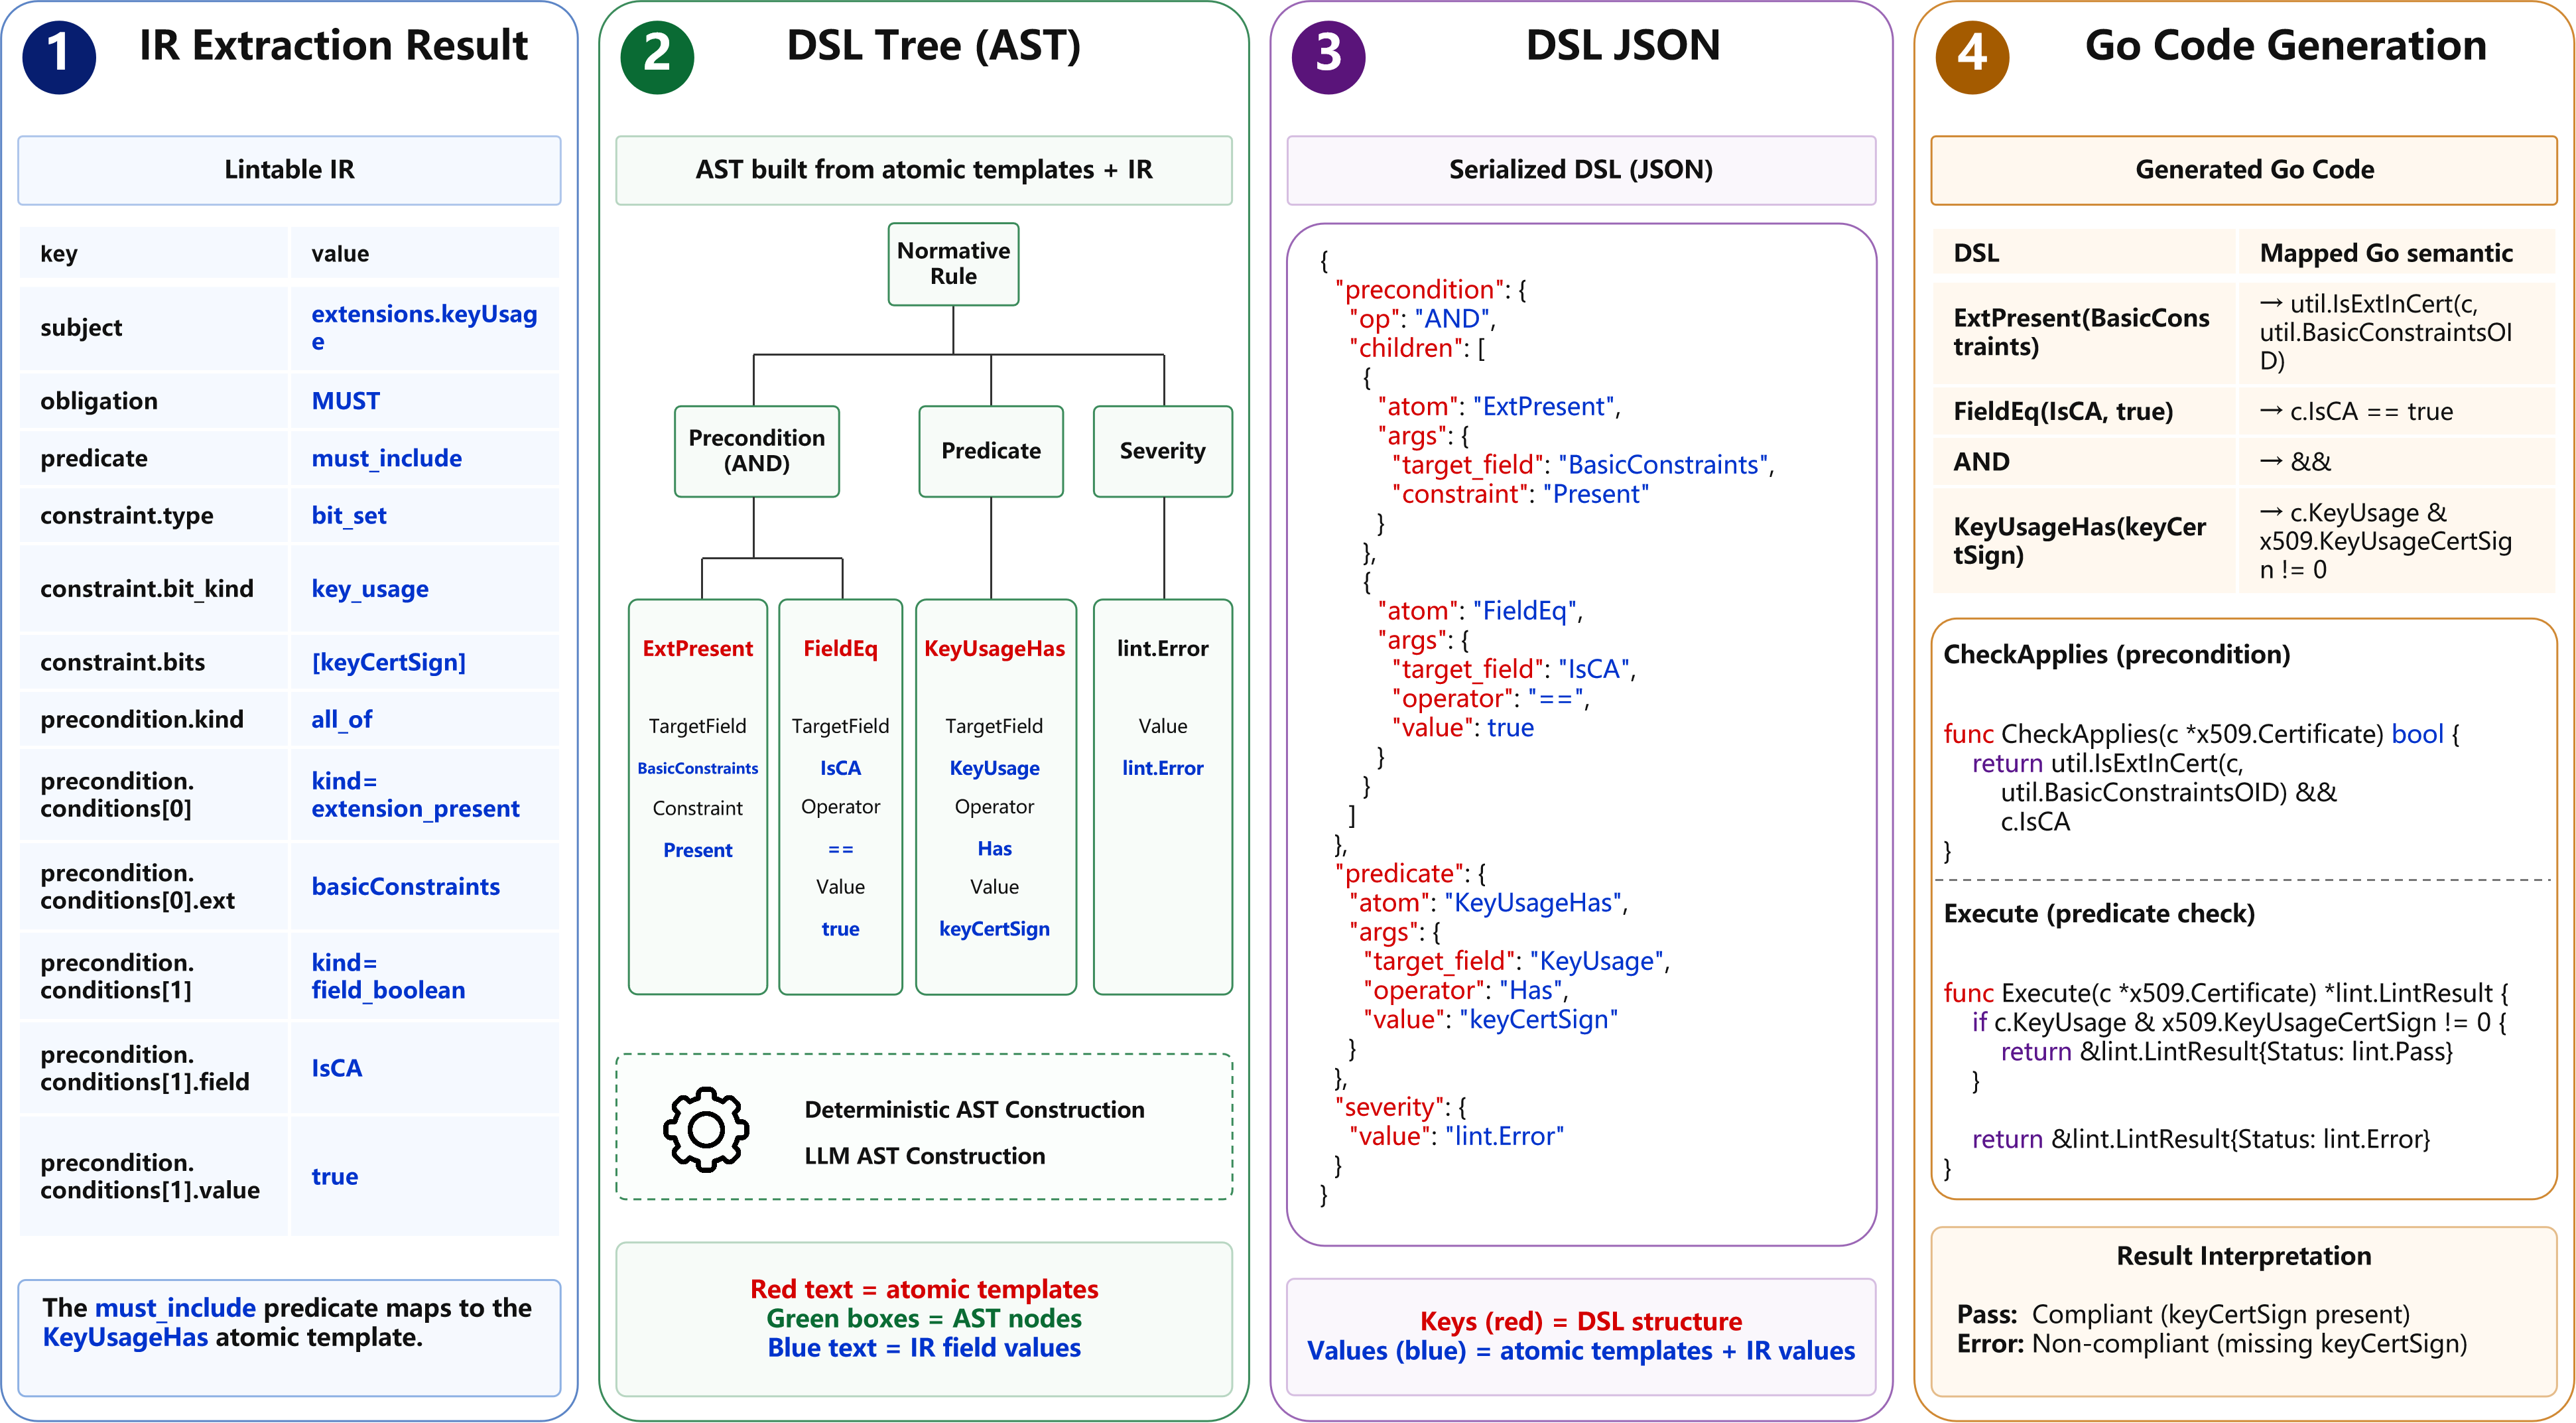 1
IR Extraction Result
Lintable IR
key value
subject extensions.keyUsag
e
obligation MUST
predicate must_include
constraint.type bit_set
constraint.bit_kind key_usage
constraint.bits [keyCertSign]
precondition.kind all_of
precondition. kind=
conditions[0] extension_present
precondition.
conditions[0].ext basicConstraints
precondition. kind=
conditions[1] field_boolean
precondition.
conditions[1].field IsCA
precondition.
conditions[1].value true
The must_include predicate maps to the
KeyUsageHas atomic template.
2
DSL Tree (AST)
AST built from atomic templates + IR
Normative
Rule
Precondition
(AND)
Predicate
Severity
ExtPresent
TargetField
BasicConstraints
Constraint
Present
FieldEq
TargetField
IsCA
Operator
==
Value
true
KeyUsageHas
TargetField
KeyUsage
Operator
Has
Value
keyCertSign
lint.Error
Value
lint.Error
Deterministic AST Construction
LLM AST Construction
Red text = atomic templates
Green boxes = AST nodes
Blue text = IR field values
3
DSL JSON
Serialized DSL (JSON)
{
"precondition": {
"op": "AND",
"children": [
{
"atom": "ExtPresent",
"args": {
"target_field": "BasicConstraints",
"constraint": "Present"
}
},
{
"atom": "FieldEq",
"args": {
"target_field": "IsCA",
"operator": "==",
"value": true
}
}
]
},
"predicate": {
"atom": "KeyUsageHas",
"args": {
"target_field": "KeyUsage",
"operator": "Has",
"value": "keyCertSign"
}
},
"severity": {
"value": "lint.Error"
}
}
Keys (red) = DSL structure
Values (blue) = atomic templates + IR values
4
Go Code Generation
Generated Go Code
DSL Mapped Go semantic
ExtPresent(BasicCons
traints)
→ util.IsExtInCert(c,
util.BasicConstraintsOI
D)
FieldEq(IsCA, true) → c.IsCA == true
AND → &&
KeyUsageHas(keyCer
tSign)
→ c.KeyUsage &
x509.KeyUsageCertSig
n != 0
CheckApplies (precondition)
func CheckApplies(c *x509.Certificate) bool {
return util.IsExtInCert(c,
util.BasicConstraintsOID) &&
c.IsCA
}
Execute (predicate check)
func Execute(c *x509.Certificate) *lint.LintResult {
if c.KeyUsage & x509.KeyUsageCertSign != 0 {
return &lint.LintResult{Status: lint.Pass}
}
return &lint.LintResult{Status: lint.Error}
}
Result Interpretation
Pass: Compliant (keyCertSign present)
Error: Non-compliant (missing keyCertSign)